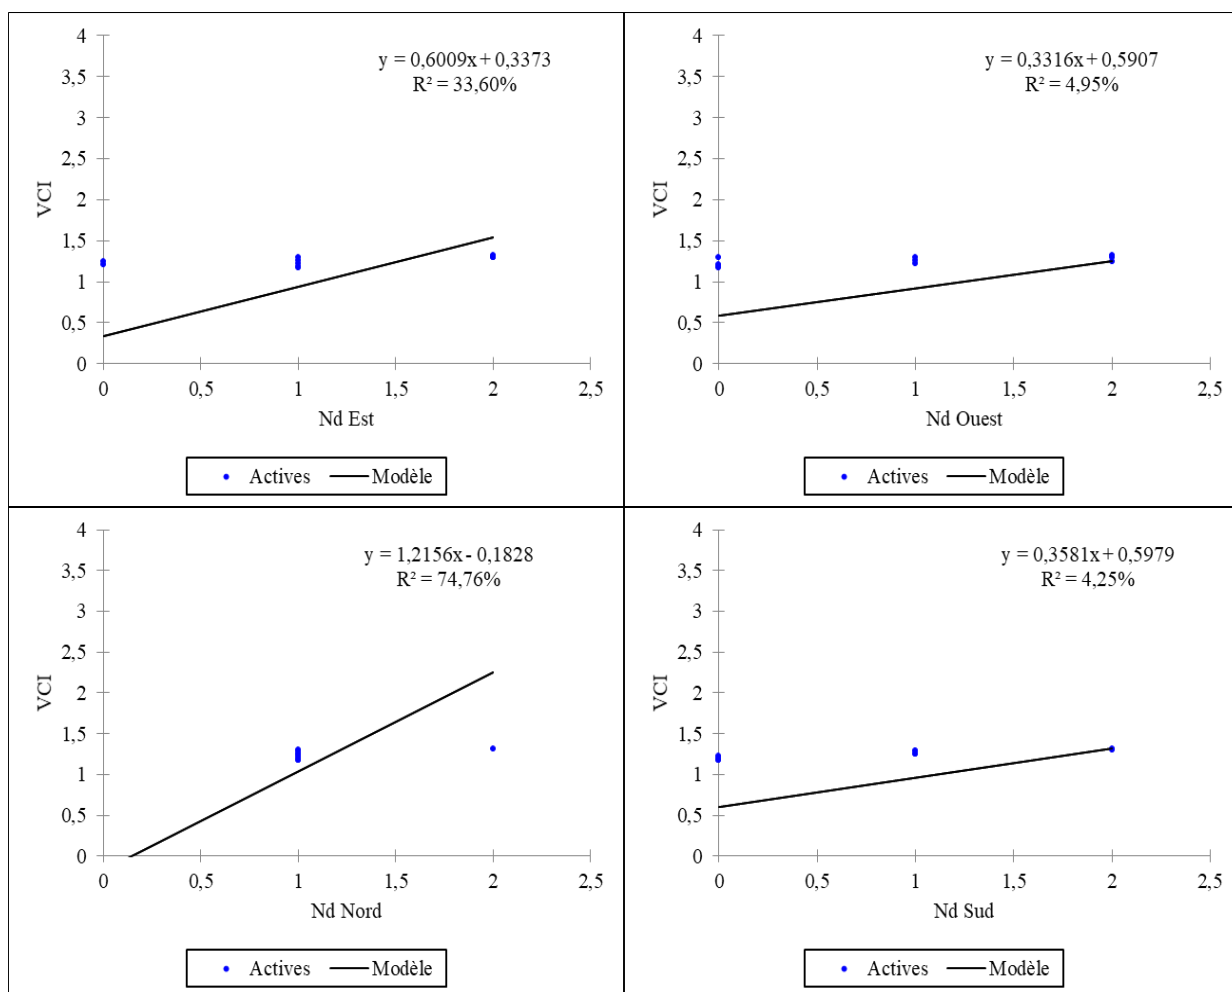 y = 0,6009x + 0,3373
R² = 33,60%
4
3,5
3
2,5
2
1,5
1
0,5
0
VCI
0 0,5 1 1,5 2 2,5
Nd Est
Actives Modèle
y = 0,3316x + 0,5907
R² = 4,95%
4
3,5
3
2,5
2
1,5
1
0,5
0
VCI
0 0,5 1 1,5 2 2,5
Nd Ouest
Actives Modèle
y = 1,2156x - 0,1828
R² = 74,76%
4
3,5
3
2,5
2
1,5
1
0,5
0
VCI
0 0,5 1 1,5 2 2,5
Nd Nord
Actives Modèle
y = 0,3581x + 0,5979
R² = 4,25%
4
3,5
3
2,5
2
1,5
1
0,5
0
VCI
0 0,5 1 1,5 2 2,5
Nd Sud
Actives Modèle